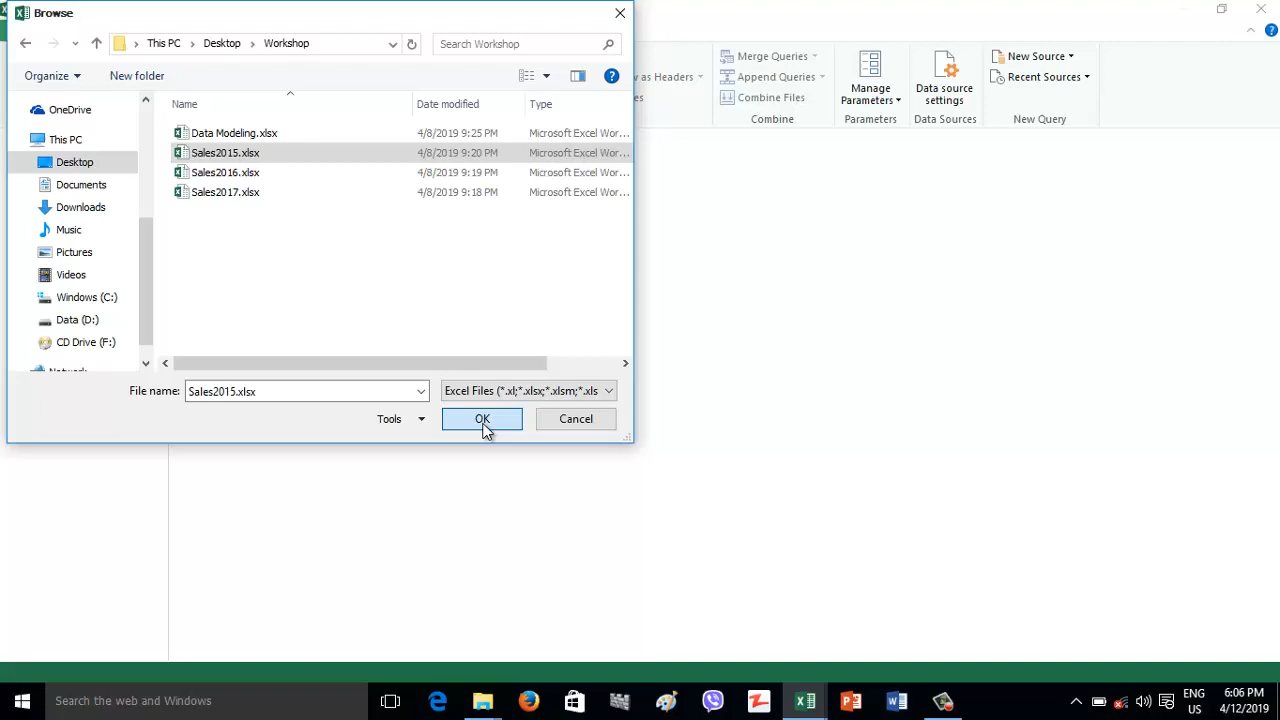 Browse
This PC > Desktop > Workshop
Search Workshop
Organize
New folder
Name
Date modified
Type
OneDrive
This PC
Desktop
Documents
Downloads
Music
Pictures
Videos
Windows (C:)
Data (D:)
CD Drive (F:)
Data Modeling.xlsx 4/8/2019 9:25 PM Microsoft Excel Wor...
Sales2015.xlsx 4/8/2019 9:20 PM Microsoft Excel Wor...
Sales2016.xlsx 4/8/2019 9:19 PM Microsoft Excel Wor...
Sales2017.xlsx 4/8/2019 9:18 PM Microsoft Excel Wor...
File name: Sales2015.xlsx
Excel Files (*.xl;*.xlsx;*.xlsm;*.xls
Tools
OK
Cancel
y as Headers
es
Merge Queries
Append Queries
Combine Files
Combine
Manage
Parameters
Parameters
Data source
settings
Data Sources
New Source
Recent Sources
New Query
Search the web and Windows
ENG
US
6:06 PM
4/12/2019